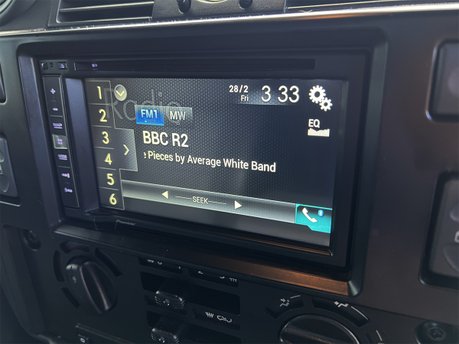 Radio
28/2 3 33
FM1 MW
EQ
BBC R2
Pieces by Average White Band
1
2
3
4
5
6
SEEK